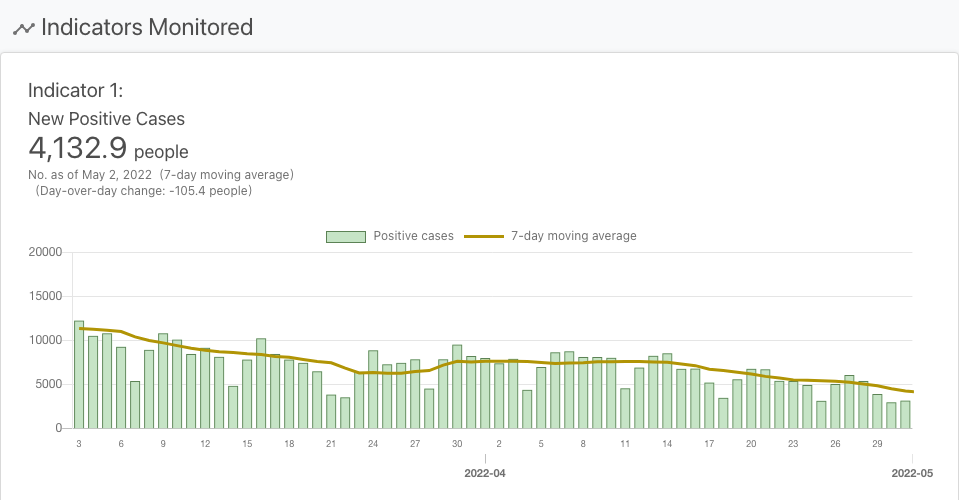 Indicators Monitored
Indicator 1:
New Positive Cases
4,132.9 people
No. as of May 2, 2022 (7-day moving average)
(Day-over-day change: -105.4 people)
Positive cases 7-day moving average
20000
15000
10000
5000
0
3 6 9 12 15 18 21 24 27 30 2 5 8 11 14 17 20 23 26 29
2022-04 2022-05